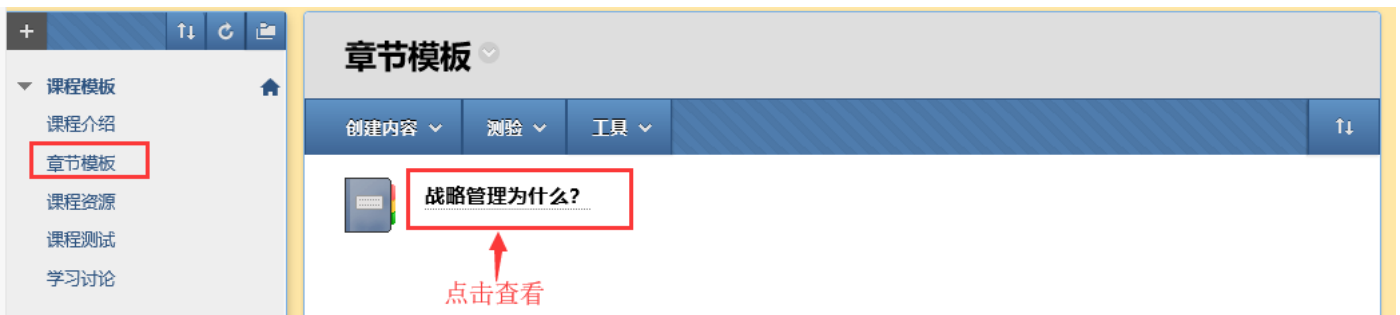 课程模板
课程介绍
章节模板
课程资源
课程测试
学习讨论
章节模板
创建内容 测验 工具
战略管理为什么？
点击查看